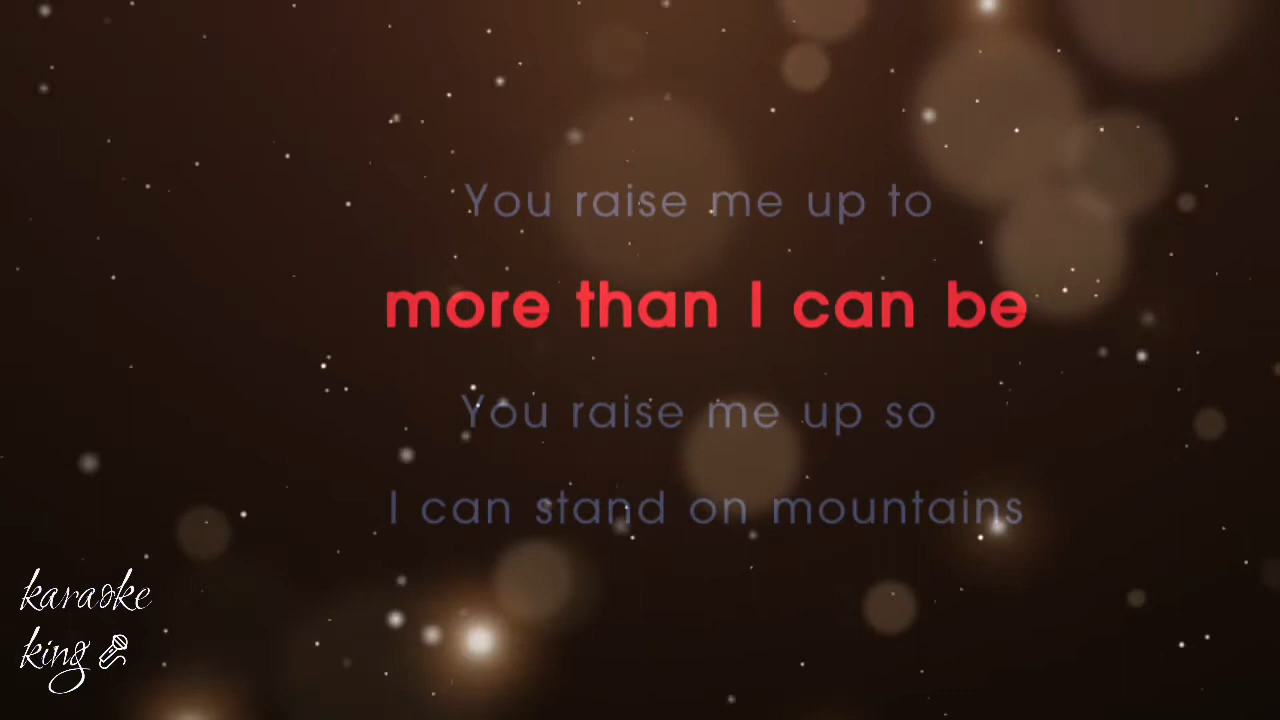 You raise me up to
more than I can be
You raise me up so
I can stand on mountains
karaoke
king